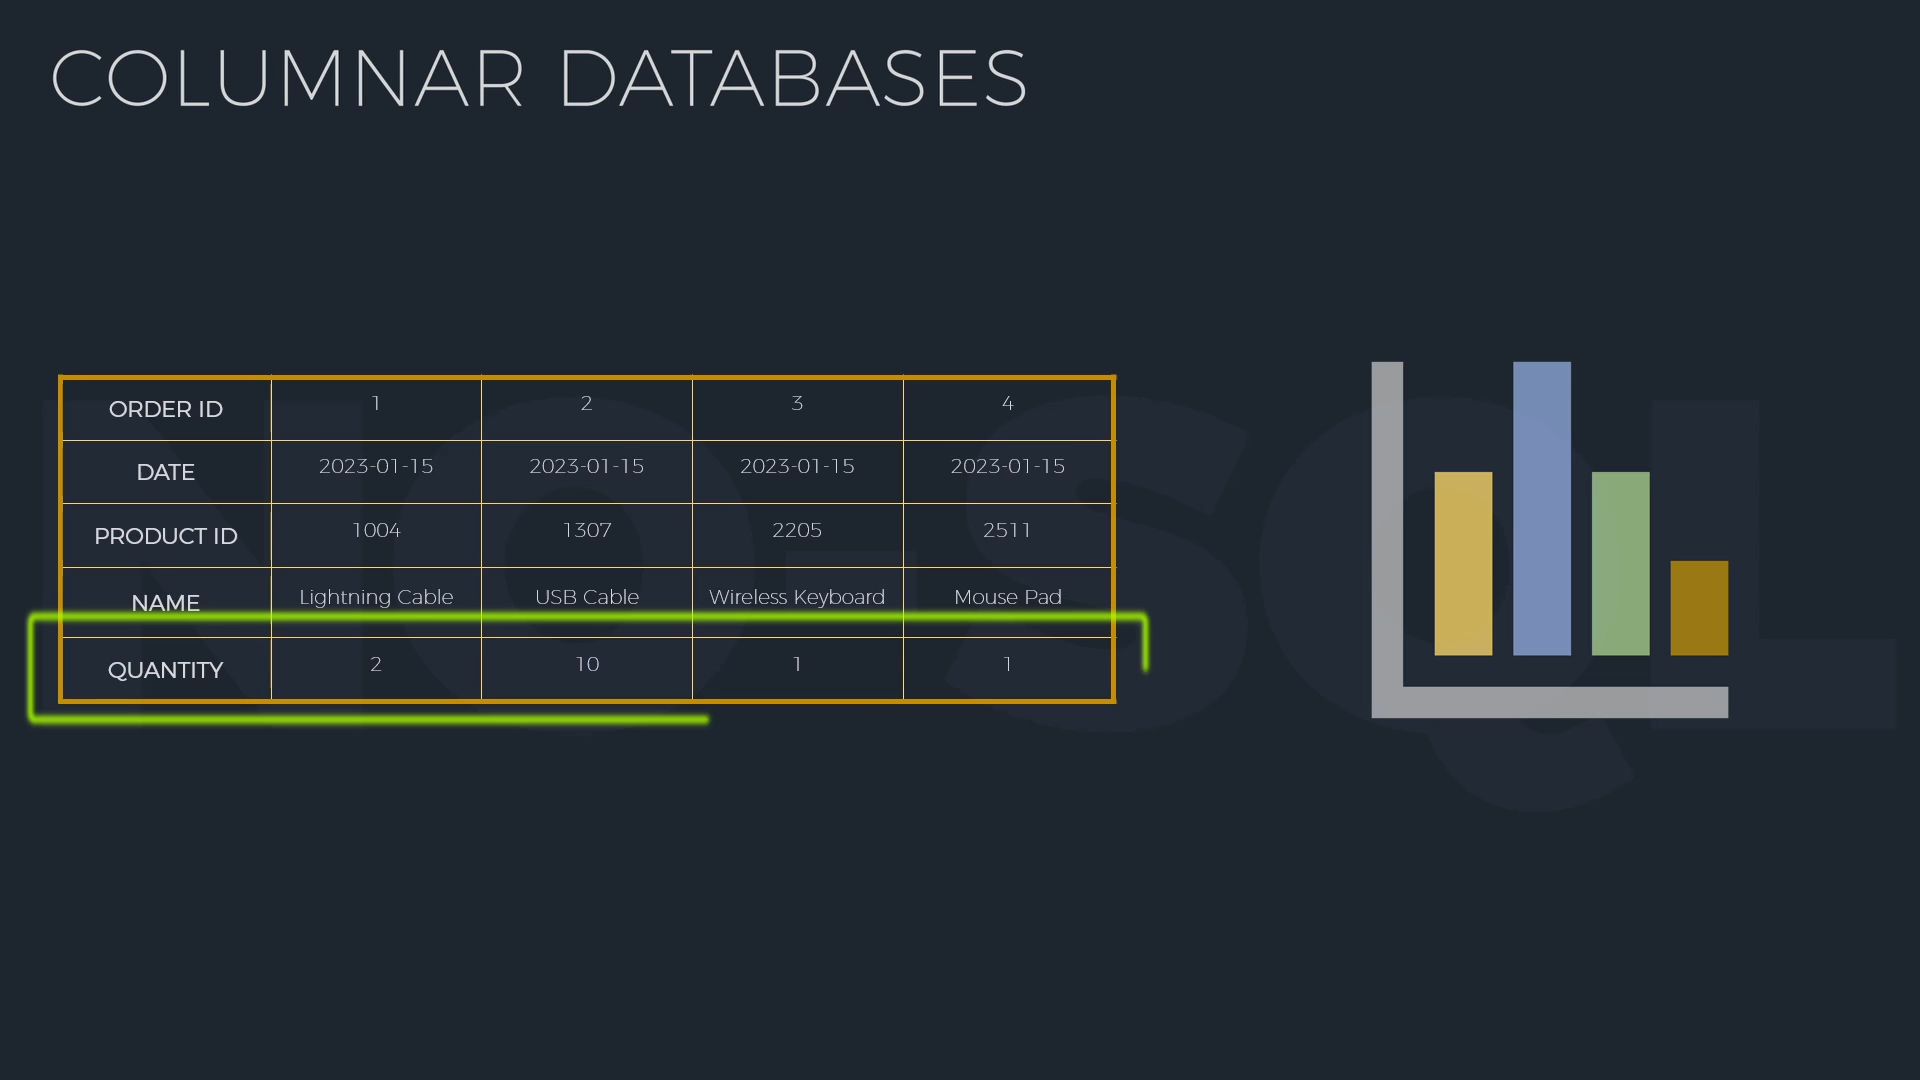 COLUMNAR DATABASES
ORDER ID 1 2 3 4
DATE 2023-01-15 2023-01-15 2023-01-15 2023-01-15
PRODUCT ID 1004 1307 2205 2511
NAME Lightning Cable USB Cable Wireless Keyboard Mouse Pad
QUANTITY 2 10 1 1
NO-SQL